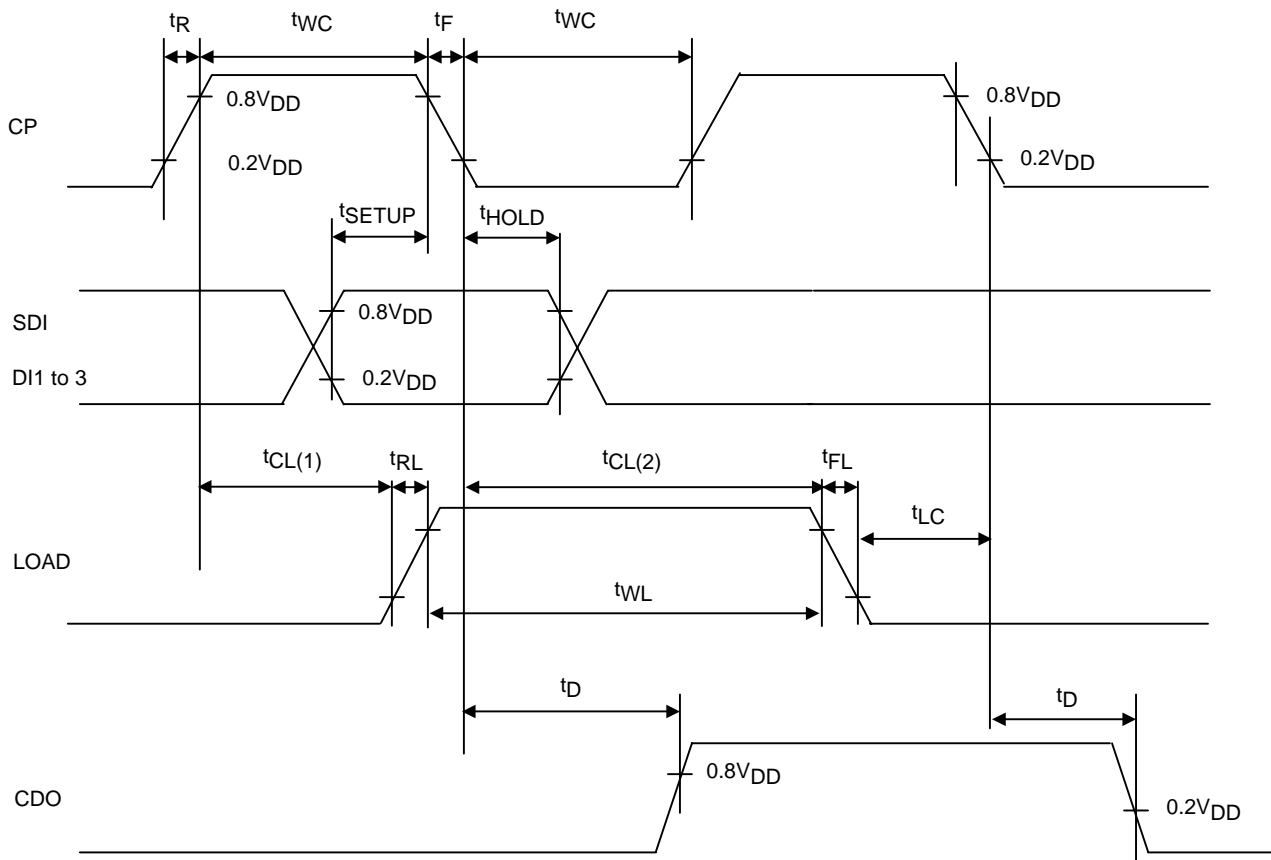 tR tWC tF tWC
0.8VDD 0.8VDD
CP
0.2VDD 0.2VDD
tSETUP tHOLD
SDI 0.8VDD
DI1 to 3 0.2VDD
tCL(1) tRL tCL(2) tFL
tLC
LOAD
tWL
tD tD
0.8VDD
CDO 0.2VDD